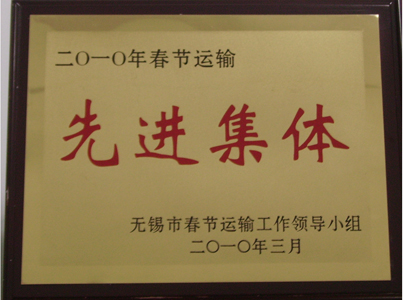 二〇一〇年春节运输
先进集体
无锡市春节运输工作领导小组
二〇一〇年三月